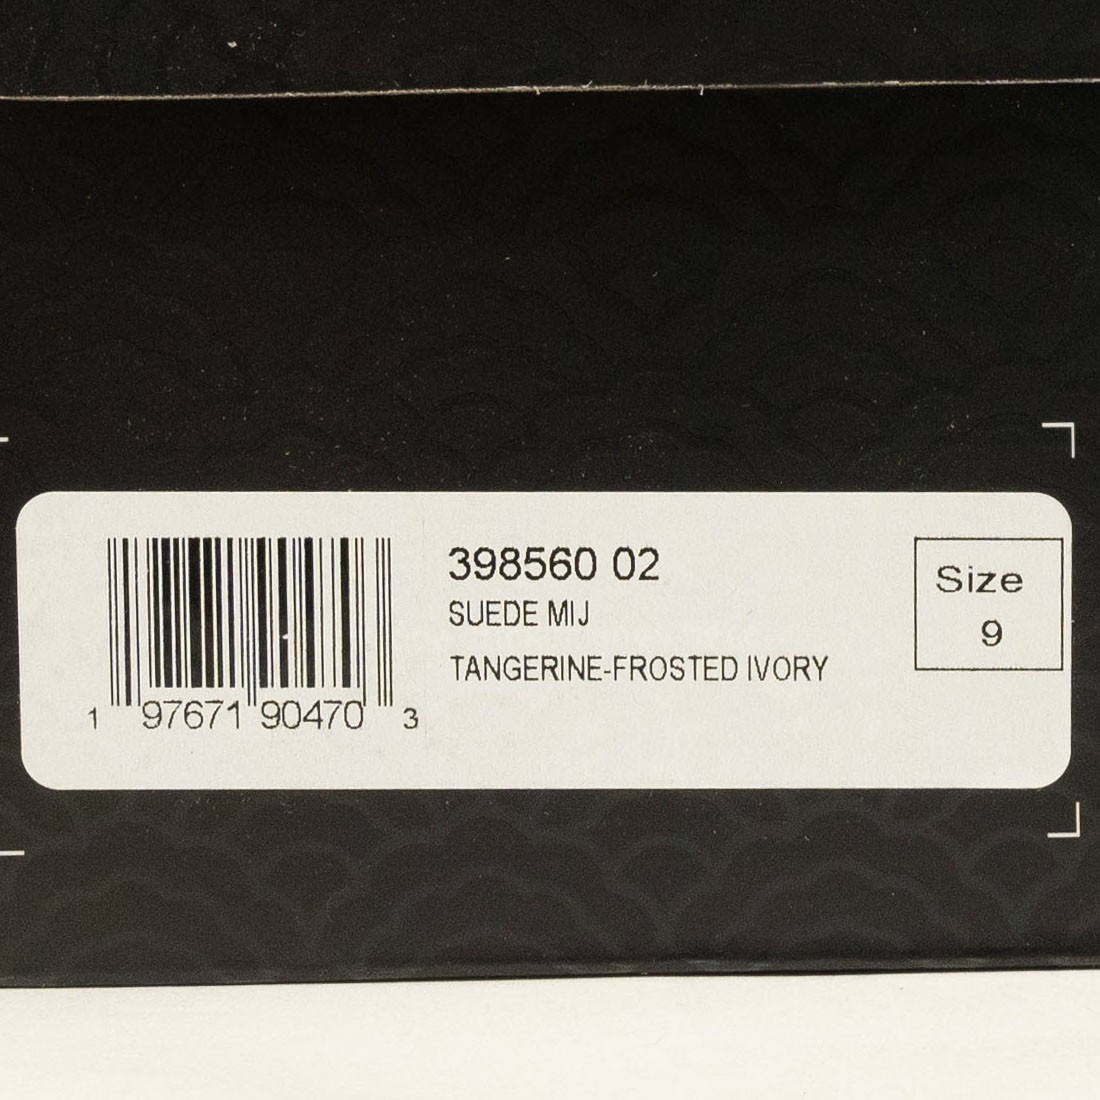 398560 02
SUEDE MIJ
TANGERINE-FROSTED IVORY
Size
9
1 97671 90470 3